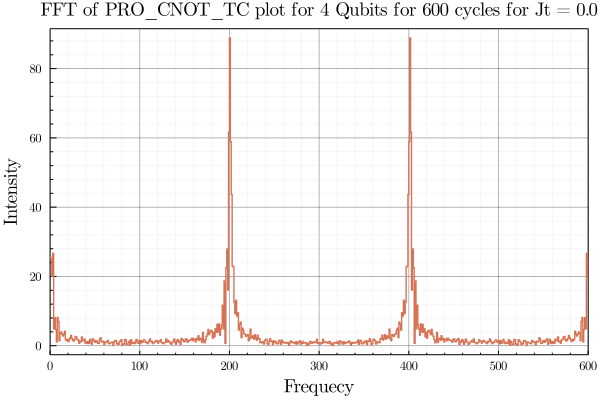 FFT of PRO_CNOT_TC plot for 4 Qubits for 600 cycles for Jt = 0.0
80
60
40
20
0
Intensity
0 100 200 300 400 500 600
Frequecy